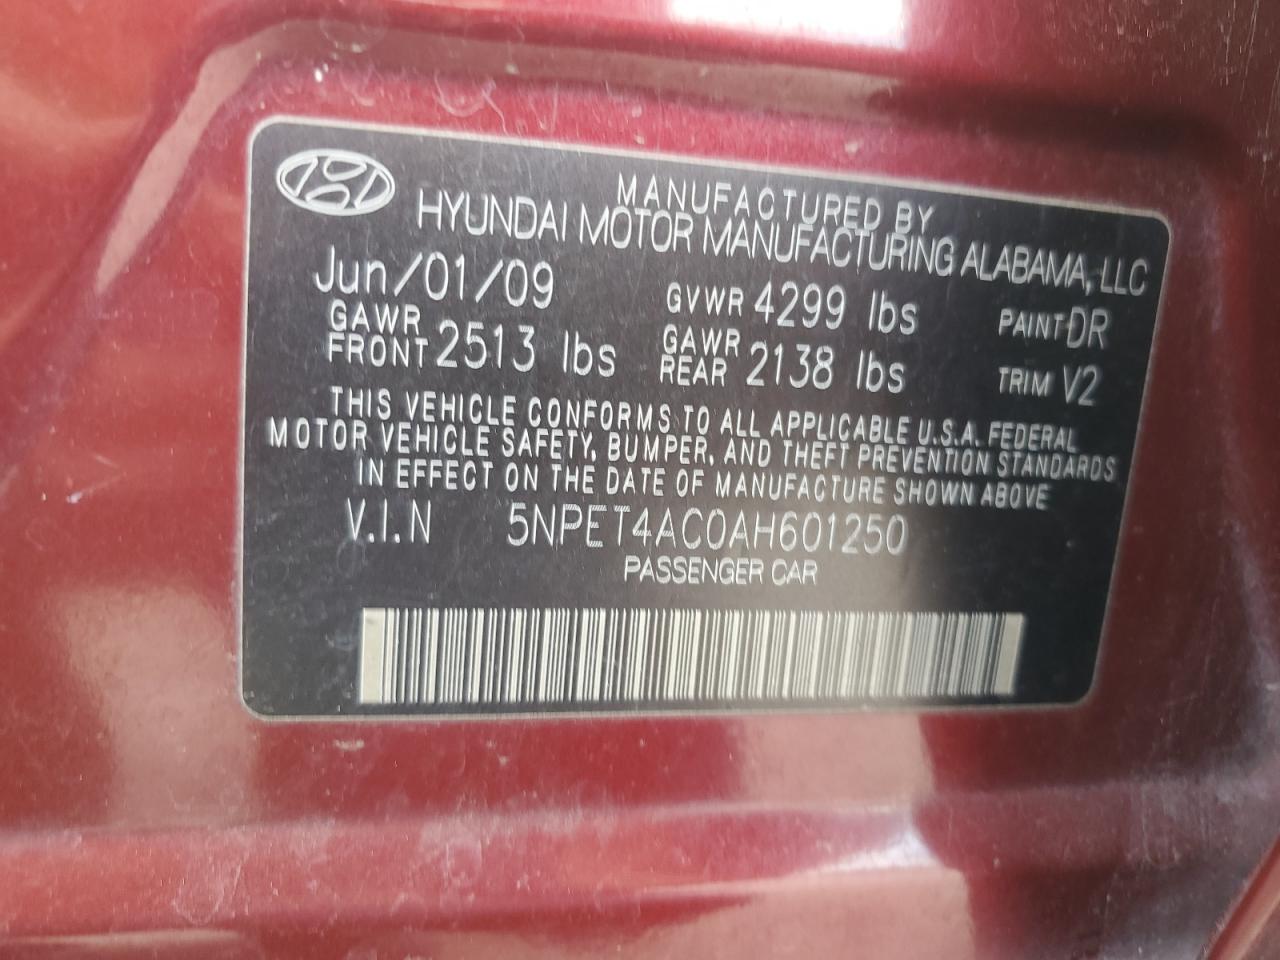 MANUFACTURED BY
HYUNDAI MOTOR MANUFACTURING ALABAMA, LLC
Jun/01/09 GVWR 4299 lbs PAINT DR
GAWR FRONT 2513 lbs GAWR REAR 2138 lbs TRIM V2
THIS VEHICLE CONFORMS TO ALL APPLICABLE U.S.A. FEDERAL
MOTOR VEHICLE SAFETY, BUMPER, AND THEFT PREVENTION STANDARDS
IN EFFECT ON THE DATE OF MANUFACTURE SHOWN ABOVE
V.I.N 5NPET4AC0AH601250
PASSENGER CAR